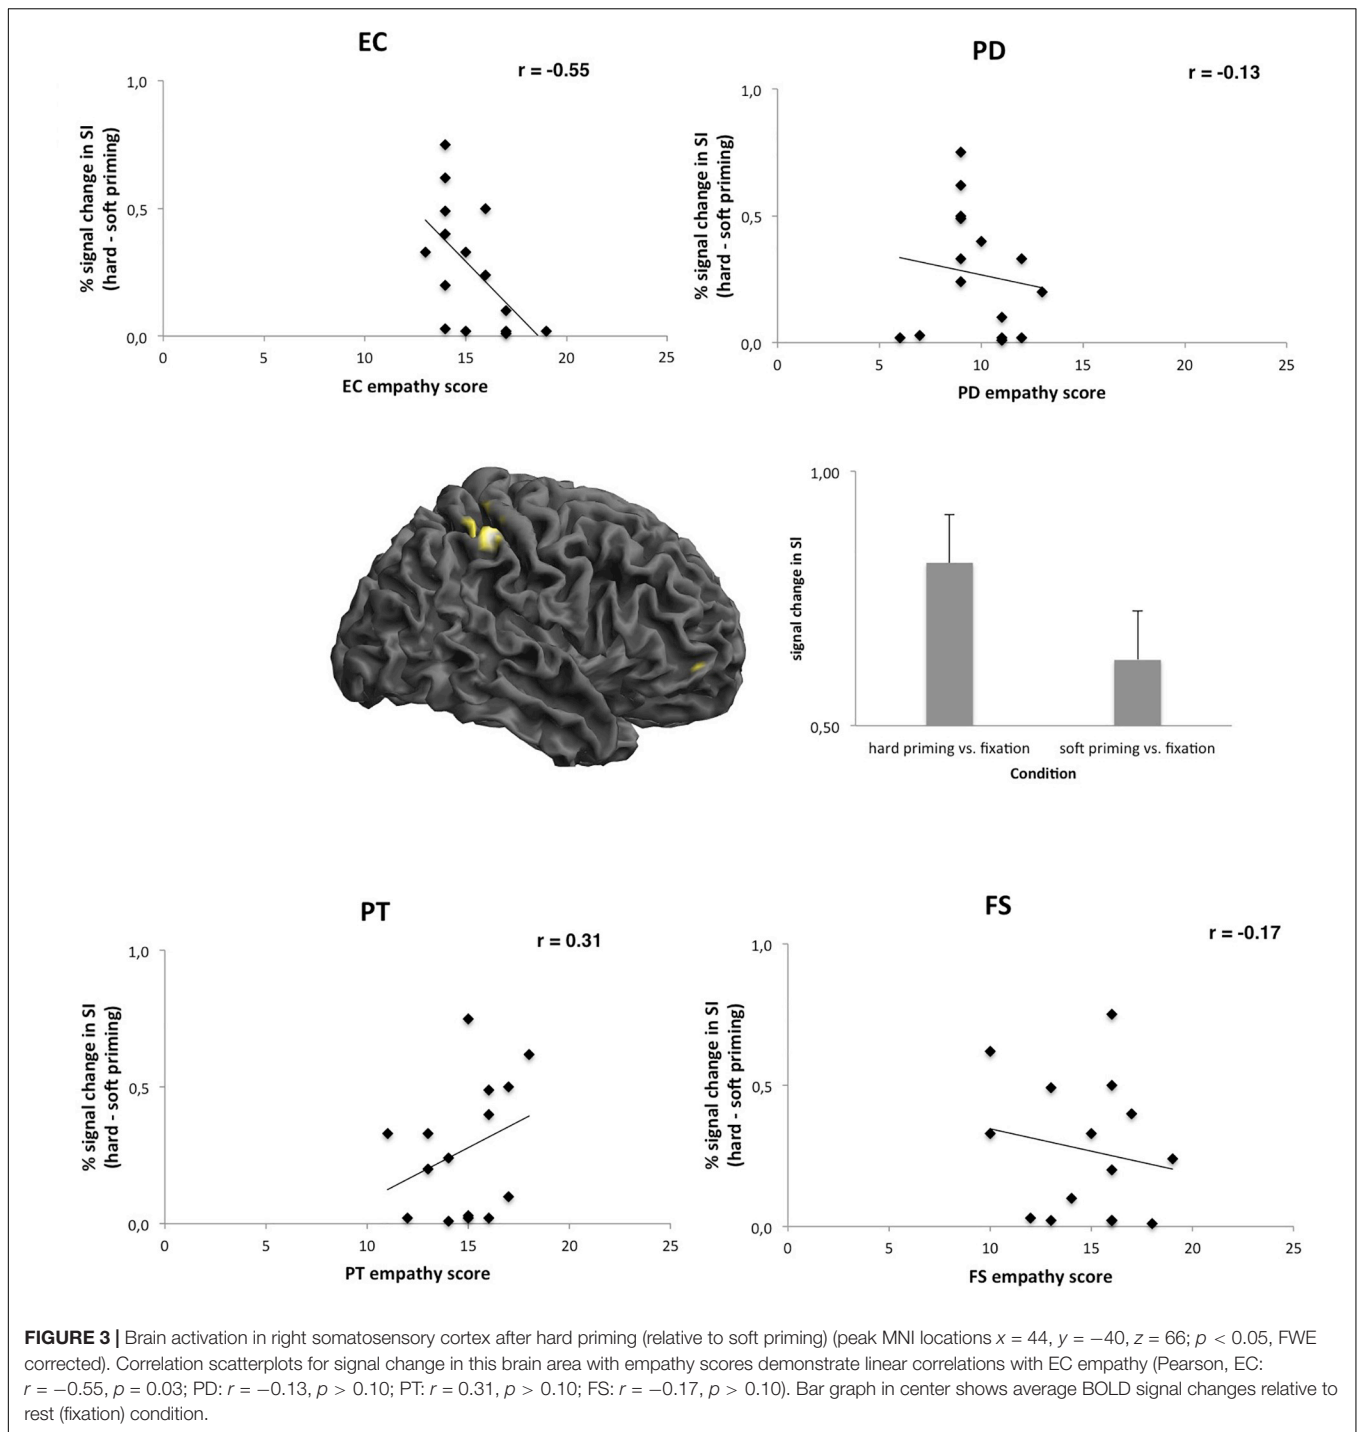 EC
r = -0.55
% signal change in SI
(hard - soft priming)
1,0
0,5
0,0
0 5 10 15 20 25
EC empathy score
PD
r = -0.13
% signal change in SI
(hard - soft priming)
1,0
0,5
0,0
0 5 10 15 20 25
PD empathy score
signal change in SI
1,00
0,50
hard priming vs. fixation soft priming vs. fixation
Condition
PT
r = 0.31
% signal change in SI
(hard - soft priming)
1,0
0,5
0,0
0 5 10 15 20 25
PT empathy score
FS
r = -0.17
% signal change in SI
(hard - soft priming)
1,0
0,5
0,0
0 5 10 15 20 25
FS empathy score
FIGURE 3 | Brain activation in right somatosensory cortex after hard priming (relative to soft priming) (peak MNI locations x = 44, y = −40, z = 66; p < 0.05, FWE
corrected). Correlation scatterplots for signal change in this brain area with empathy scores demonstrate linear correlations with EC empathy (Pearson, EC:
r = −0.55, p = 0.03; PD: r = −0.13, p > 0.10; PT: r = 0.31, p > 0.10; FS: r = −0.17, p > 0.10). Bar graph in center shows average BOLD signal changes relative to
rest (fixation) condition.